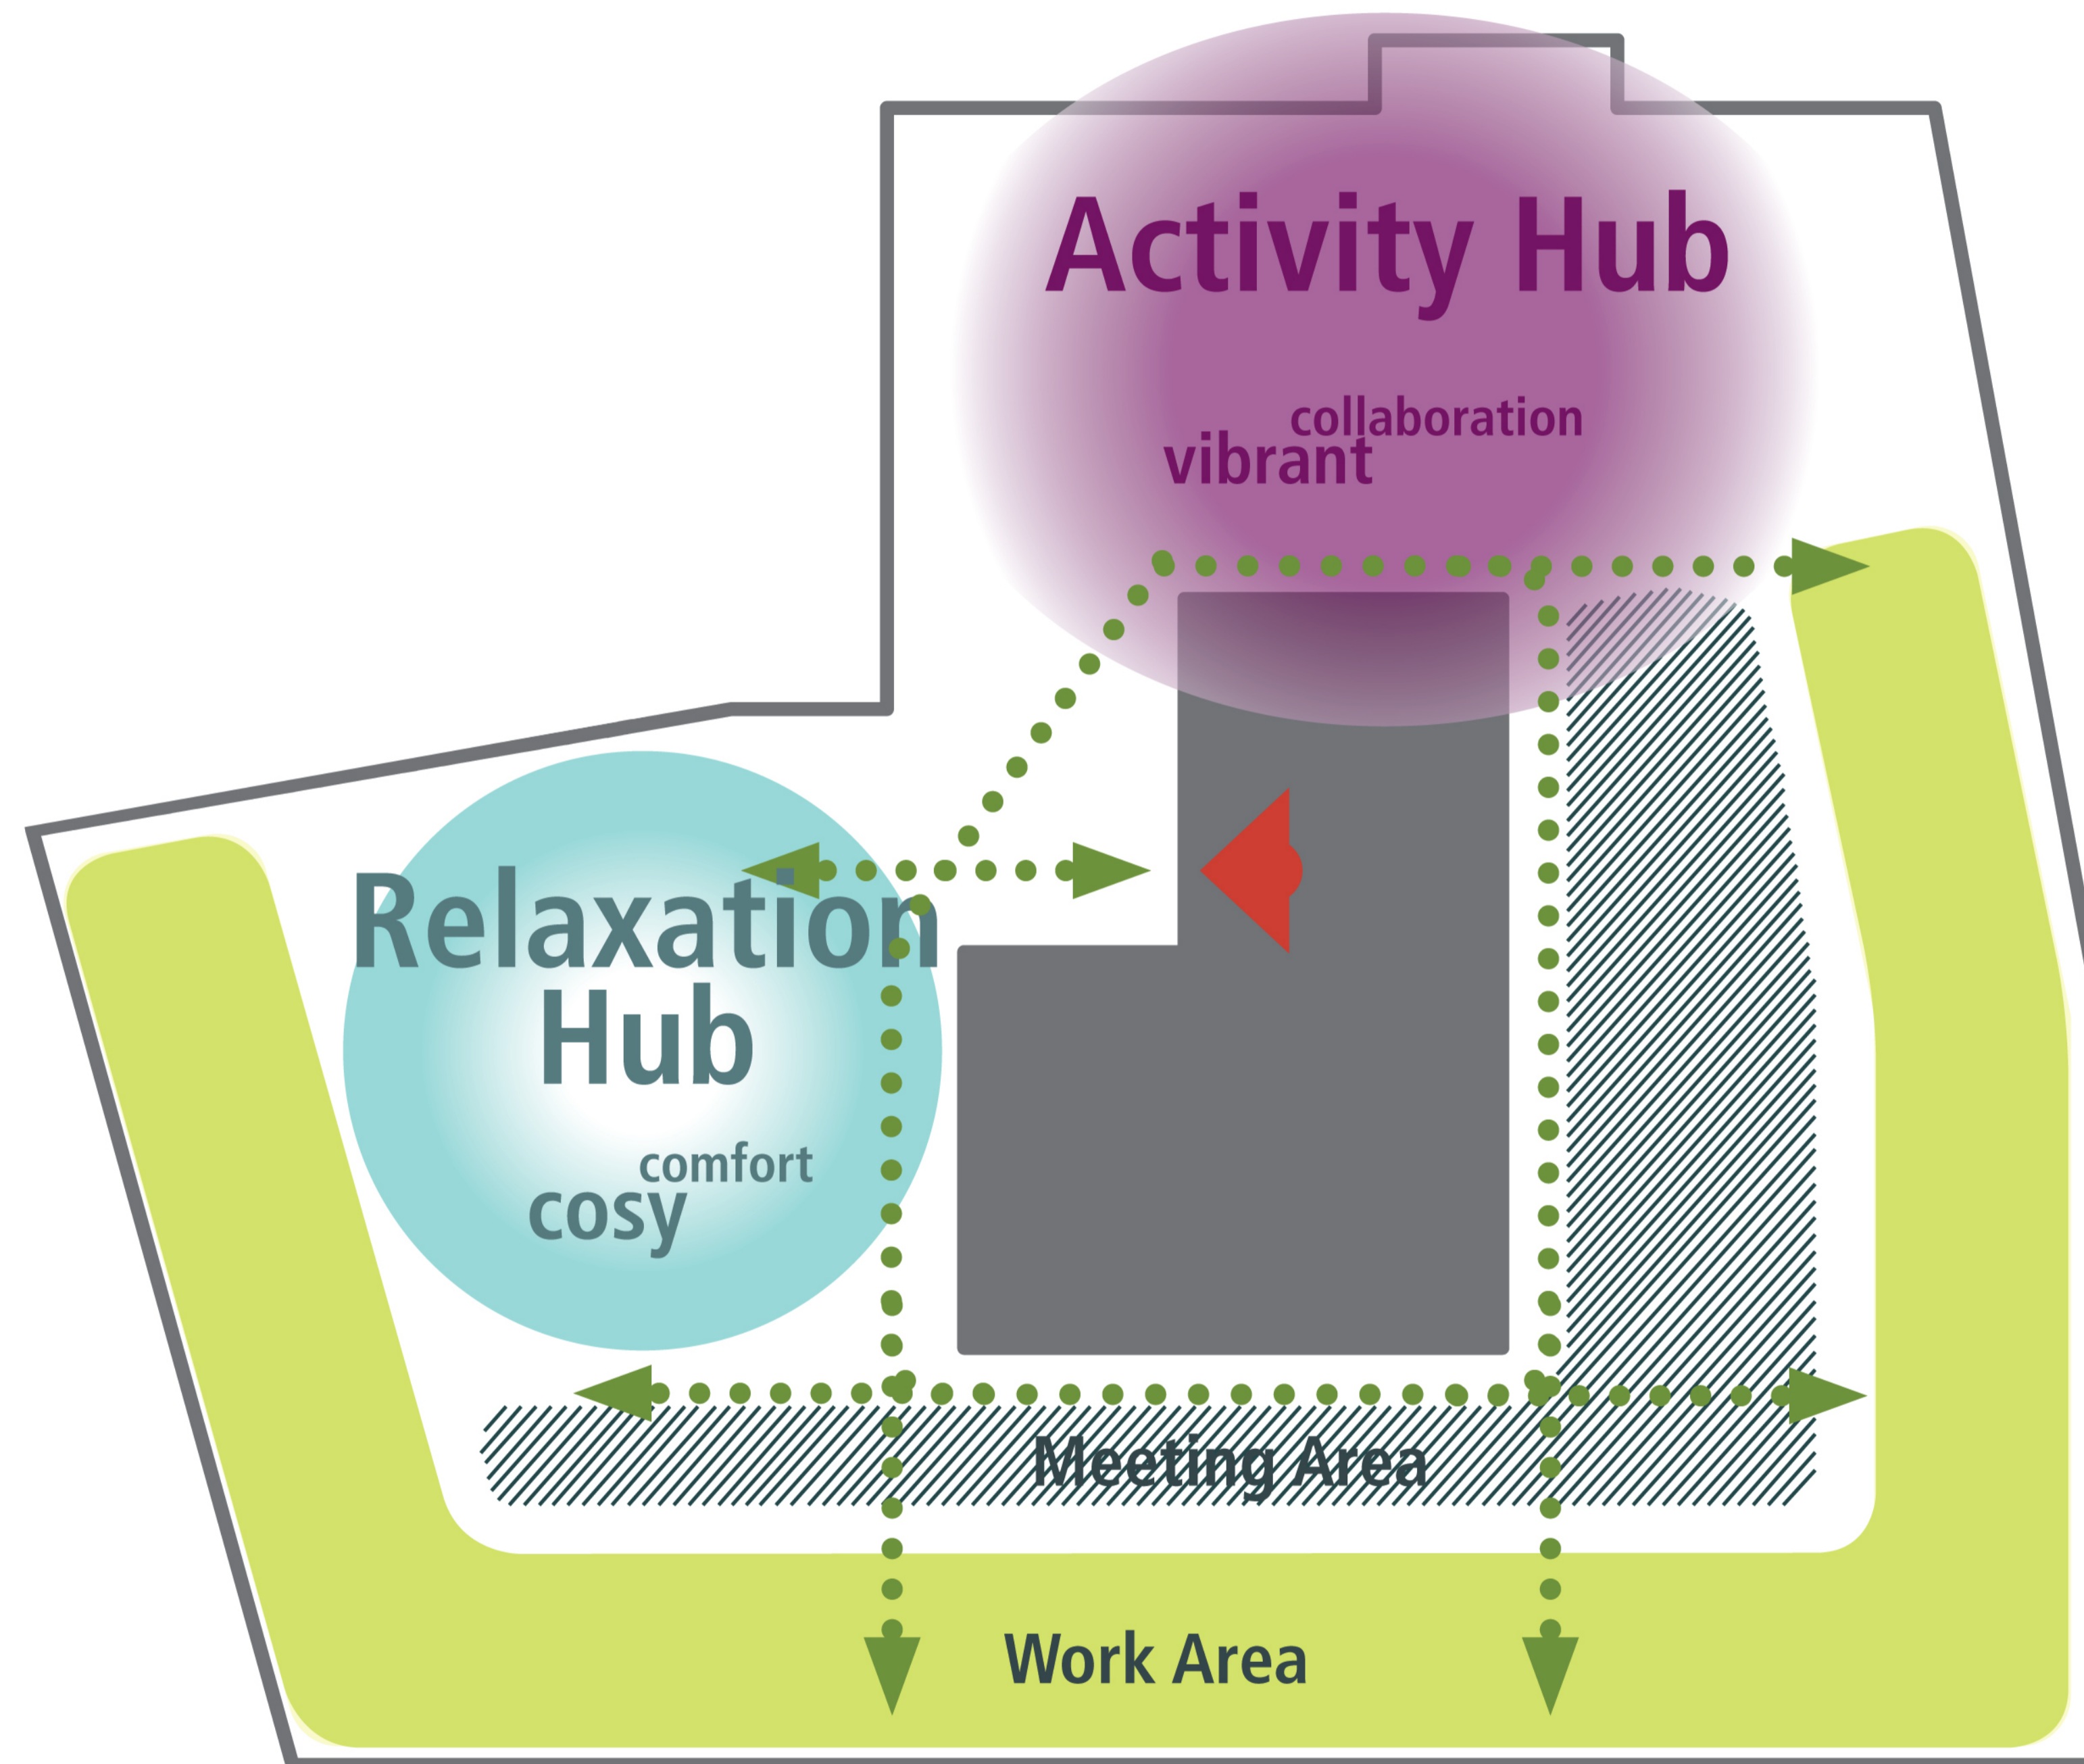 Activity Hub
collaboration
vibrant
Relaxation
Hub
comfort
cosy
Meeting Area
Work Area